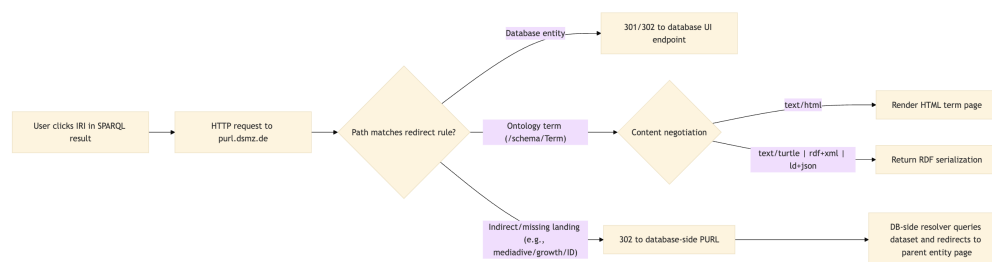 Database entity
301/302 to database UI
endpoint
User clicks IRI in SPARQL
result
HTTP request to
purl.dsmz.de
Path matches redirect rule?
Ontology term
(/schema/Term)
Content negotiation
text/html
Render HTML term page
text/turtle | rdf+xml |
ld+json
Return RDF serialization
Indirect/missing landing
(e.g.,
mediadive/growth/ID)
302 to database-side PURL
DB-side resolver queries
dataset and redirects to
parent entity page